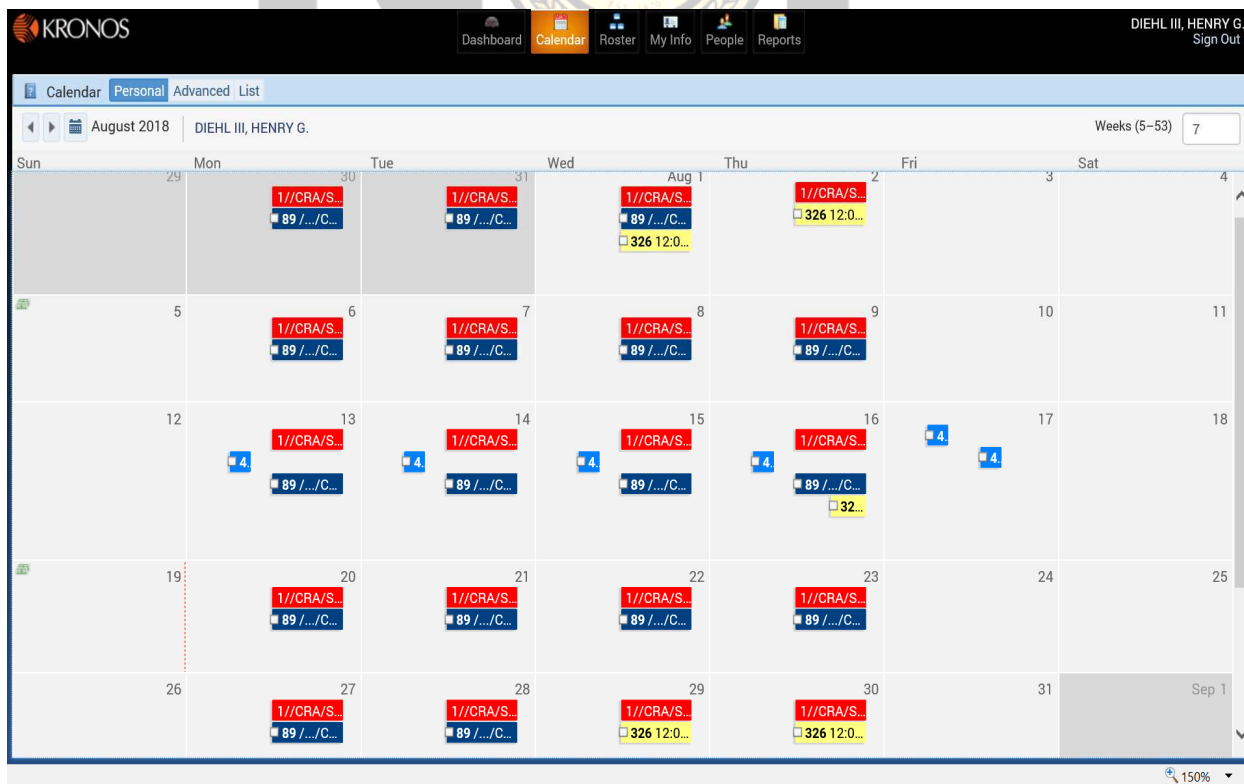 KRONOS
Dashboard Calendar Roster My Info People Reports
DIEHL III, HENRY G.
Sign Out
Calendar Personal Advanced List
August 2018 DIEHL III, HENRY G. Weeks (5–53) 7
Sun Mon Tue Wed Thu Fri Sat
29 30 31 Aug 1 2 3 4
1//CRA/S... 1//CRA/S... 1//CRA/S... 1//CRA/S...
89 /.../C... 89 /.../C... 89 /.../C... 326 12:0...
326 12:0...
5 6 7 8 9 10 11
1//CRA/S... 1//CRA/S... 1//CRA/S... 1//CRA/S...
89 /.../C... 89 /.../C... 89 /.../C... 89 /.../C...
12 13 14 15 16 17 18
1//CRA/S... 1//CRA/S... 1//CRA/S... 1//CRA/S... 4.
4. 4. 4. 4. 4.
89 /.../C... 89 /.../C... 89 /.../C... 89 /.../C...
32...
19 20 21 22 23 24 25
1//CRA/S... 1//CRA/S... 1//CRA/S... 1//CRA/S...
89 /.../C... 89 /.../C... 89 /.../C... 89 /.../C...
26 27 28 29 30 31 Sep 1
1//CRA/S... 1//CRA/S... 1//CRA/S... 1//CRA/S...
89 /.../C... 89 /.../C... 326 12:0... 326 12:0...
150%